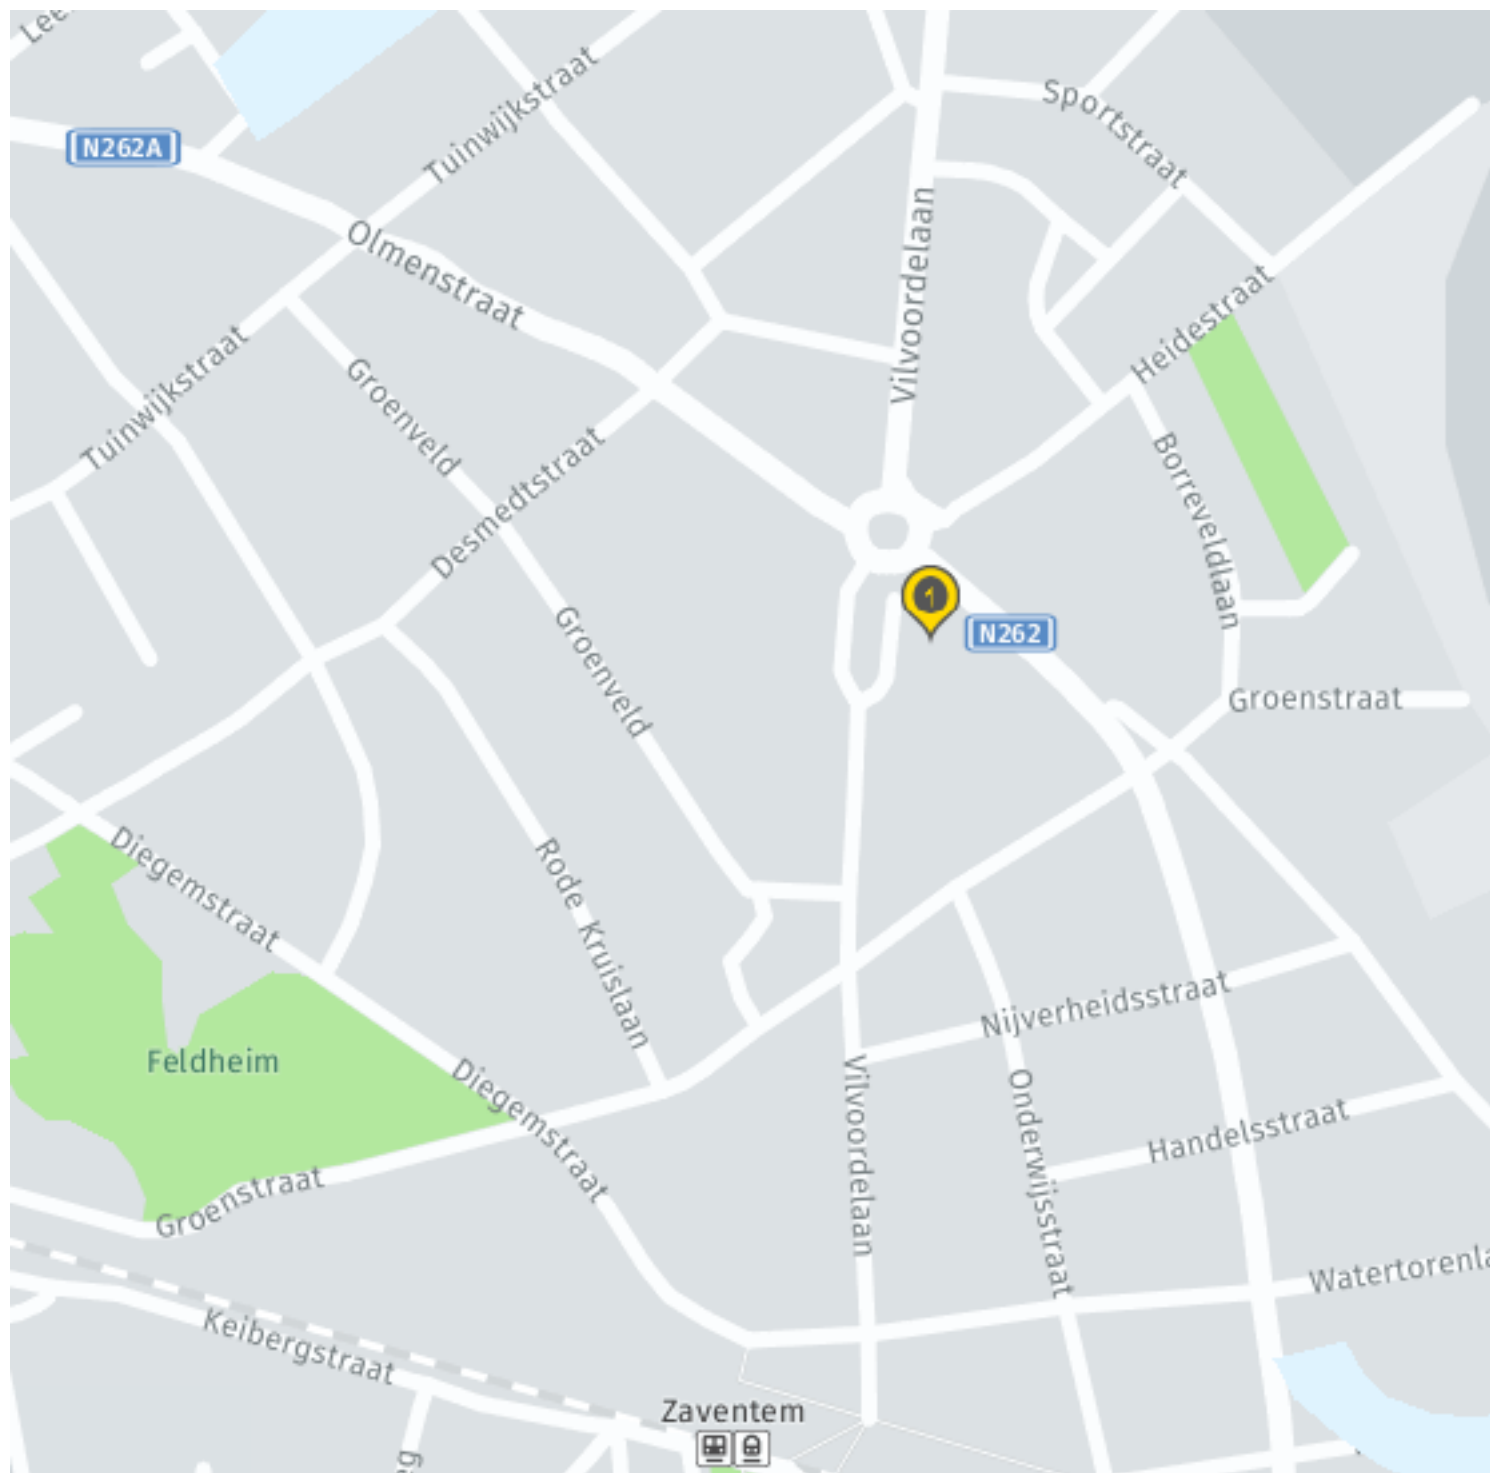 Tuinwijkstraat
Sportstraat
N262A
Olmenstraat
Vilvoordelaan
Heidestraat
Tuinwijkstraat
Groenveld
Desmedtstraat
Borreveldlaan
1
N262
Groenveld
Groenstraat
Diegemstraat
Rode Kruislaan
Nijverheidsstraat
Feldheim
Diegemstraat
Vilvoordelaan
Onderwijsstraat
Handelsstraat
Groenstraat
Watertorenla
Keibergstraat
Zaventem